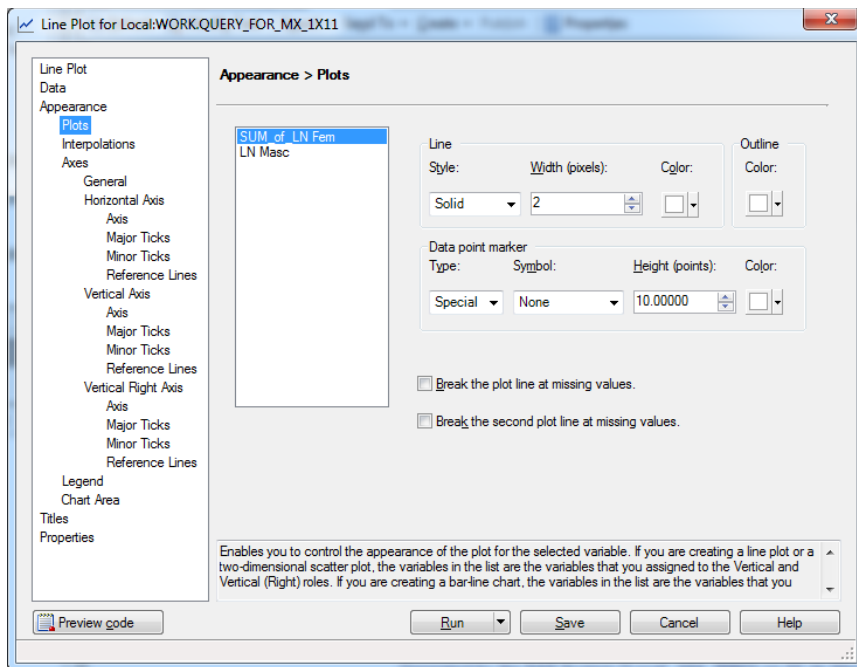 Line Plot for Local:WORK.QUERY_FOR_MX_1X11
Line Plot
Data
Appearance
Plots
Interpolations
Axes
General
Horizontal Axis
Axis
Major Ticks
Minor Ticks
Reference Lines
Vertical Axis
Axis
Major Ticks
Minor Ticks
Reference Lines
Vertical Right Axis
Axis
Major Ticks
Minor Ticks
Reference Lines
Legend
Chart Area
Titles
Properties
Appearance > Plots
SUM_of_LN Fem
LN Masc
Line
Style: Width (pixels): Color:
Solid 2
Outline
Color:
Data point marker
Type: Symbol: Height (points): Color:
Special None 10.00000
Break the plot line at missing values.
Break the second plot line at missing values.
Enables you to control the appearance of the plot for the selected variable. If you are creating a line plot or a
two-dimensional scatter plot, the variables in the list are the variables that you assigned to the Vertical and
Vertical (Right) roles. If you are creating a bar-line chart, the variables in the list are the variables that you
Preview code Run Save Cancel Help